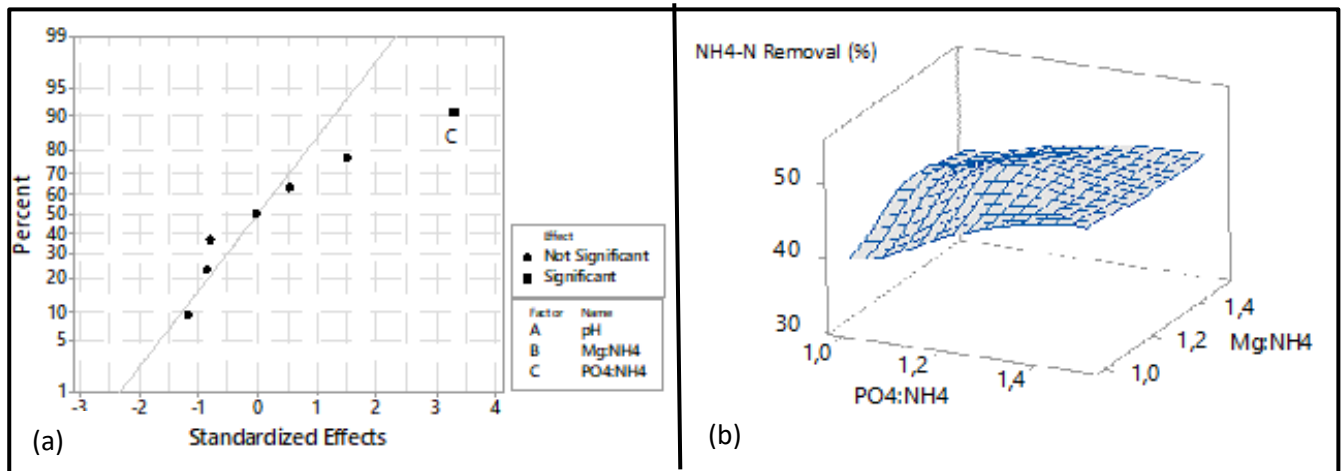 99
95
90
80
70
60
50
40
30
20
10
5
1
Percent
C
-3 -2 -1 0 1 2 3 4
Standardized Effects
(a)
Effect
Not Significant
Significant
Factor Name
A pH
B Mg:NH4
C PO4:NH4
NH4-N Removal (%)
50
40
30
1,0
1,2
1,4
PO4:NH4
1,0
1,2
1,4
Mg:NH4
(b)